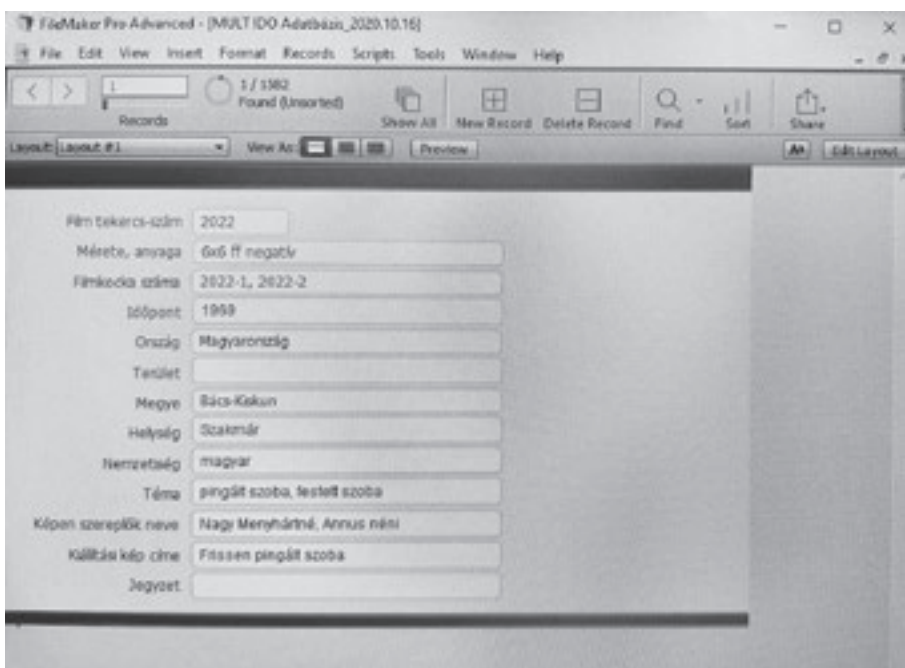 FileMaker Pro Advanced - [MULT IDO Adatbázis_2020.10.16]
File Edit View Insert Format Records Scripts Tools Window Help
1
1 / 1582
Found (Unsorted)
Records
Show All New Record Delete Record Find Sort Share
Layout: Layout #1 View As: Preview Aa Edit Layout
Film tekercs-szám 2022
Mérete, anyaga 6x6 ff negatív
Filmkocka száma 2022-1, 2022-2
Időpont 1969
Ország Magyarország
Terület
Megye Bács-Kiskun
Helység Szakmár
Nemzetiség magyar
Téma pingált szoba, festett szoba
Képen szereplők neve Nagy Menyhártné, Annus néni
Kiállítási kép címe Frissen pingált szoba
Jegyzet